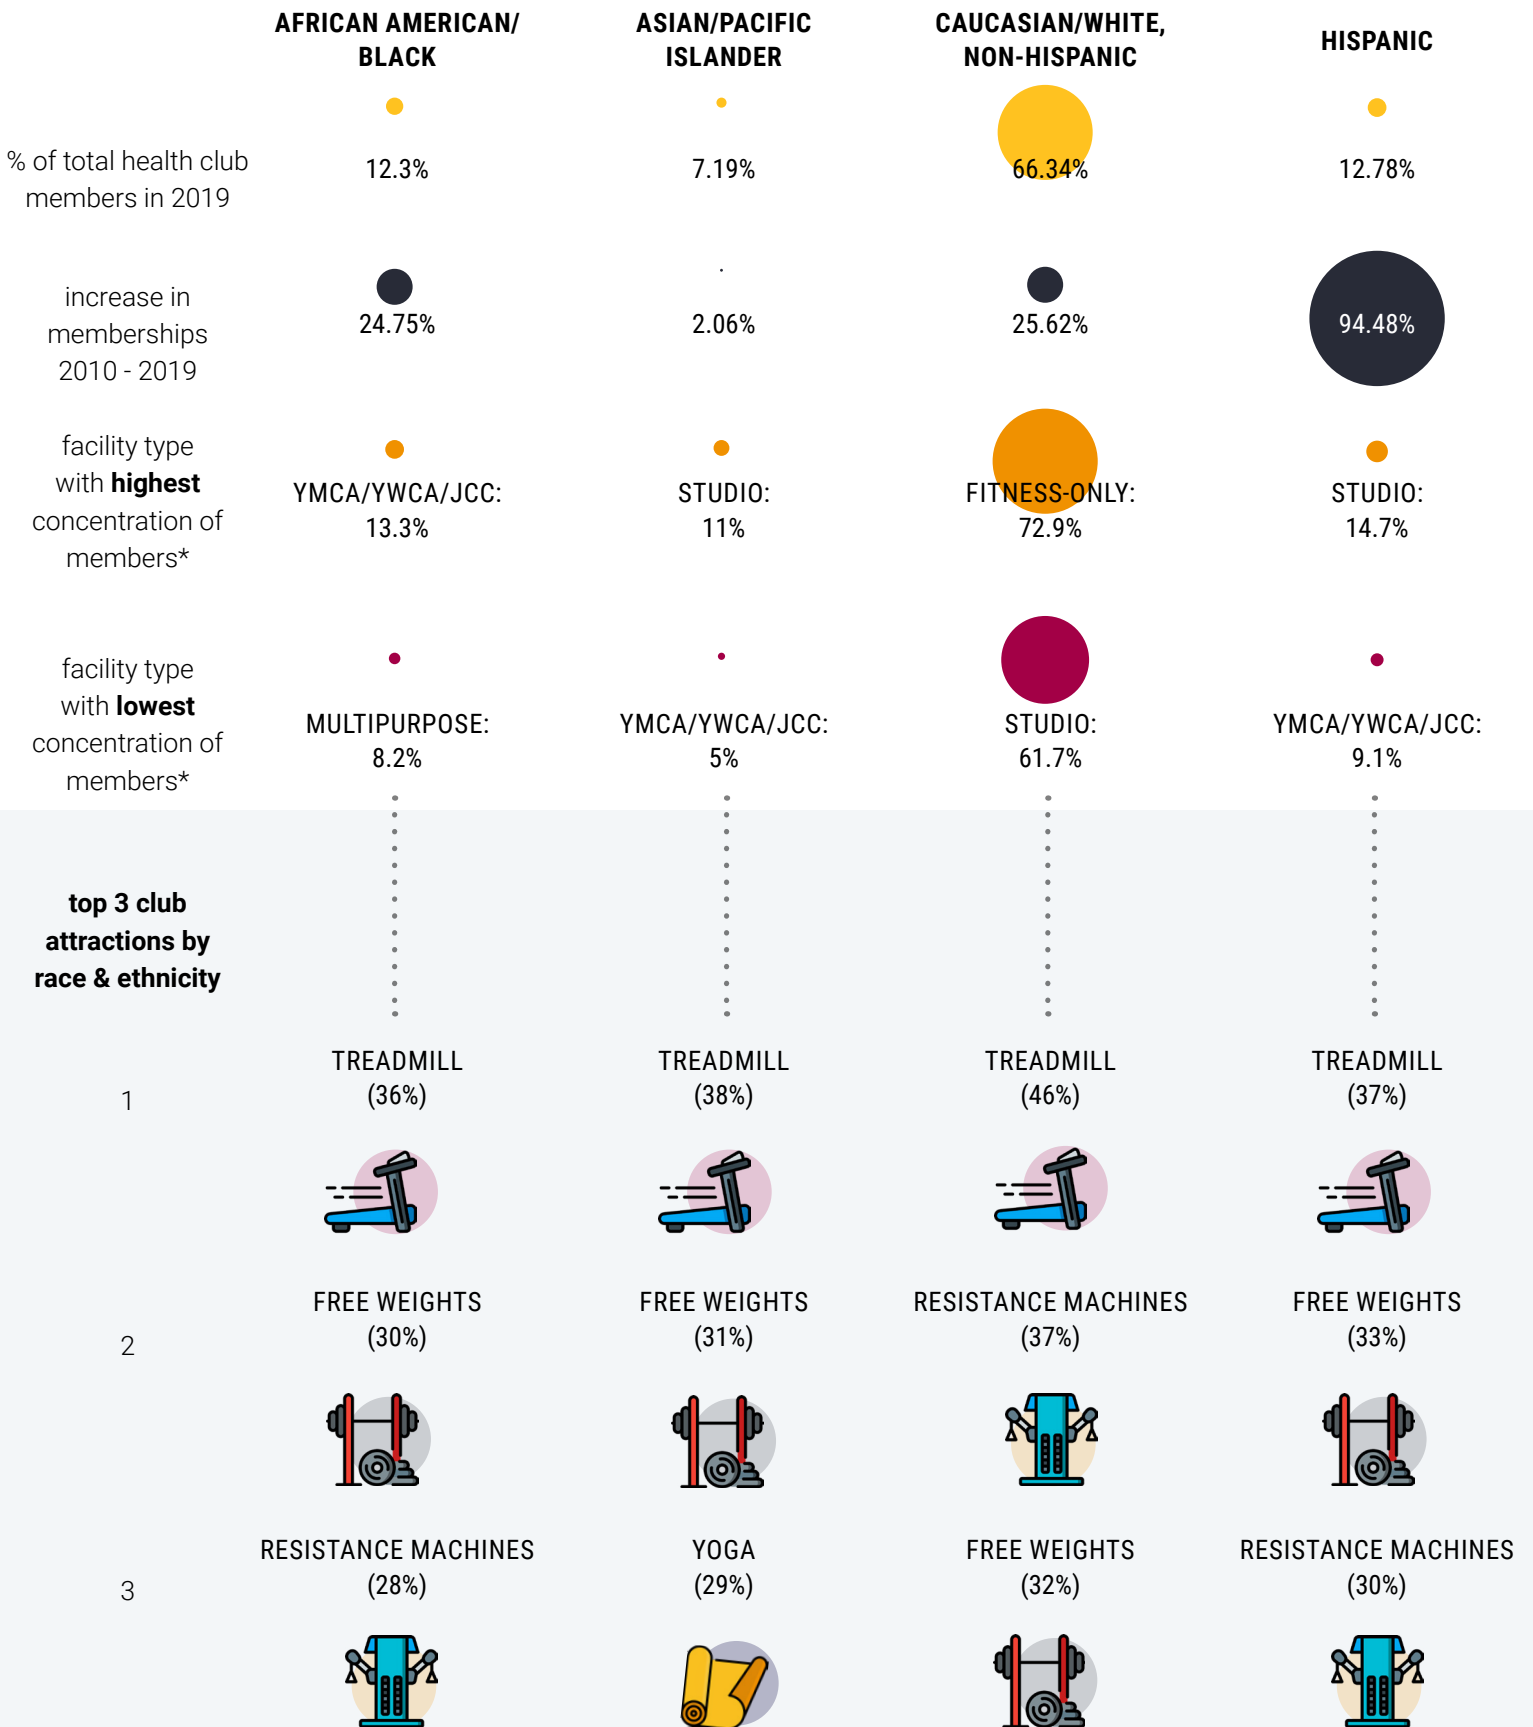 AFRICAN AMERICAN/
BLACK
ASIAN/PACIFIC
ISLANDER
CAUCASIAN/WHITE,
NON-HISPANIC
HISPANIC
% of total health club
members in 2019
12.3%
7.19%
66.34%
12.78%
increase in
memberships
2010 - 2019
24.75%
2.06%
25.62%
94.48%
facility type
with highest
concentration of
members*
YMCA/YWCA/JCC:
13.3%
STUDIO:
11%
FITNESS-ONLY:
72.9%
STUDIO:
14.7%
facility type
with lowest
concentration of
members*
MULTIPURPOSE:
8.2%
YMCA/YWCA/JCC:
5%
STUDIO:
61.7%
YMCA/YWCA/JCC:
9.1%
top 3 club
attractions by
race & ethnicity
1
TREADMILL
(36%)
TREADMILL
(38%)
TREADMILL
(46%)
TREADMILL
(37%)
2
FREE WEIGHTS
(30%)
FREE WEIGHTS
(31%)
RESISTANCE MACHINES
(37%)
FREE WEIGHTS
(33%)
3
RESISTANCE MACHINES
(28%)
YOGA
(29%)
FREE WEIGHTS
(32%)
RESISTANCE MACHINES
(30%)